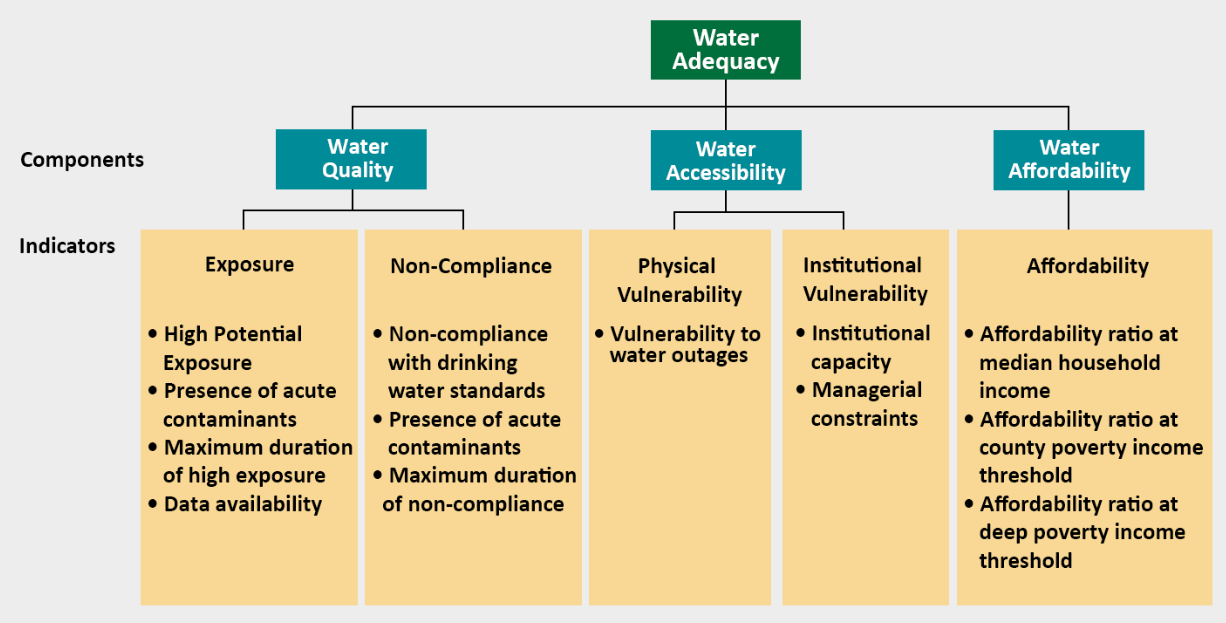 Water
Adequacy
Components
Water
Quality
Water
Accessibility
Water
Affordability
Indicators
Exposure
• High Potential
Exposure
• Presence of acute
contaminants
• Maximum duration
of high exposure
• Data availability
Non-Compliance
• Non-compliance
with drinking
water standards
• Presence of acute
contaminants
• Maximum duration
of non-compliance
Physical
Vulnerability
• Vulnerability to
water outages
Institutional
Vulnerability
• Institutional
capacity
• Managerial
constraints
Affordability
• Affordability ratio at
median household
income
• Affordability ratio at
county poverty income
threshold
• Affordability ratio at
deep poverty income
threshold